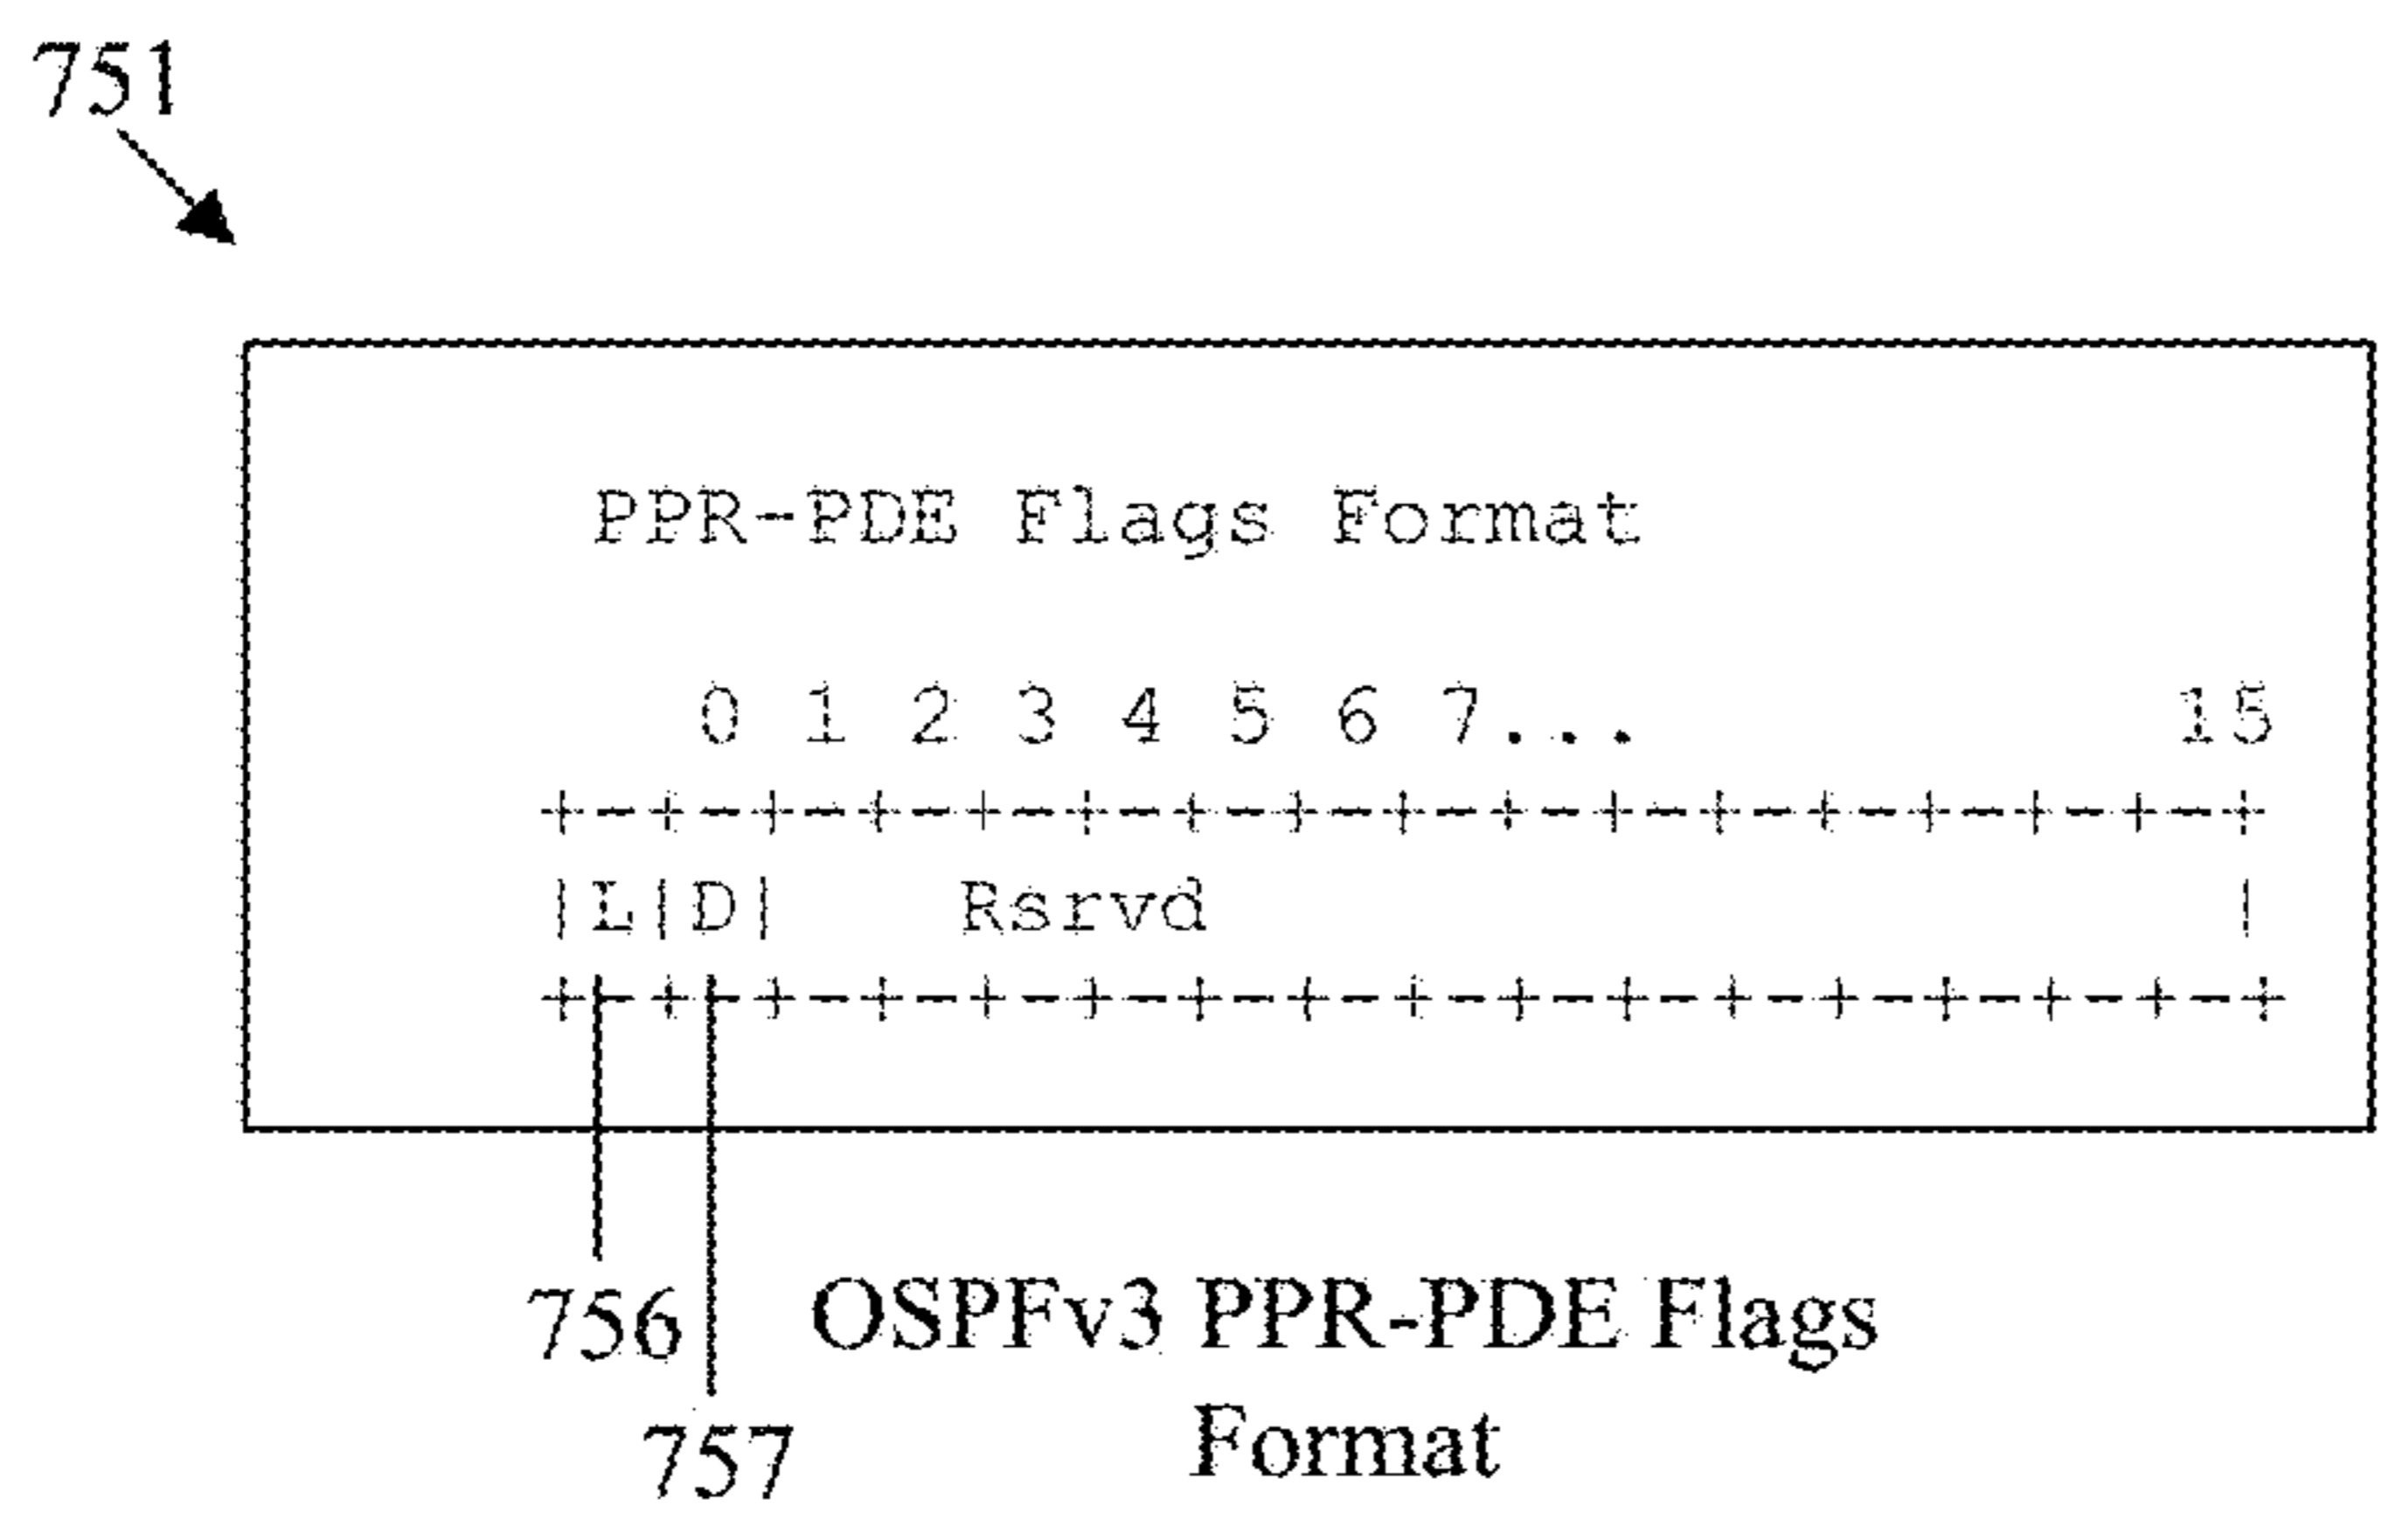 751
PPR-PDE Flags Format
0 1 2 3 4 5 6 7... 15
+-+-+-+-+-+-+-+-+-+-+-+-+-+-+-+-+
|L|D| Rsrvd |
+-+-+-+-+-+-+-+-+-+-+-+-+-+-+-+-+
756
OSPFv3 PPR-PDE Flags
Format
757